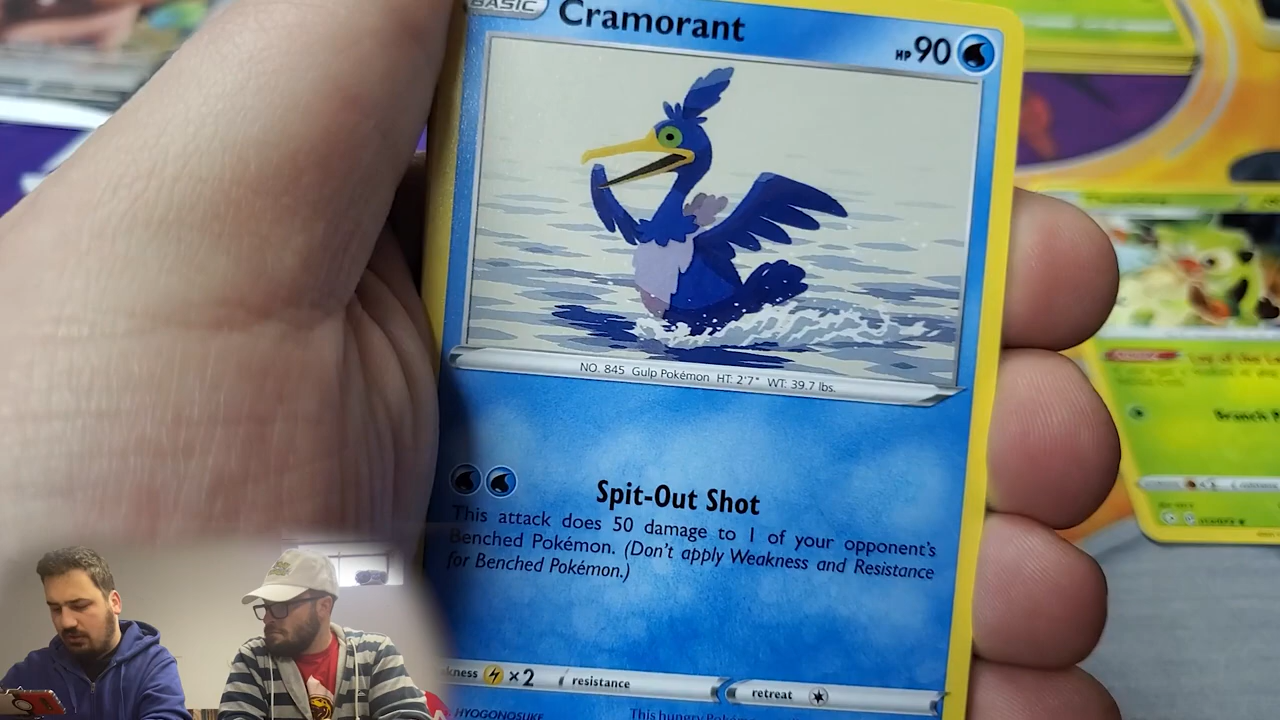 BASIC
Cramorant
HP 90
NO. 845 Gulp Pokémon HT: 2'7" WT: 39.7 lbs.
Spit-Out Shot
This attack does 50 damage to 1 of your opponent's
Benched Pokémon. (Don't apply Weakness and Resistance
for Benched Pokémon.)
×2 resistance
retreat
HYOGONOSUKE
This hungry
Branch